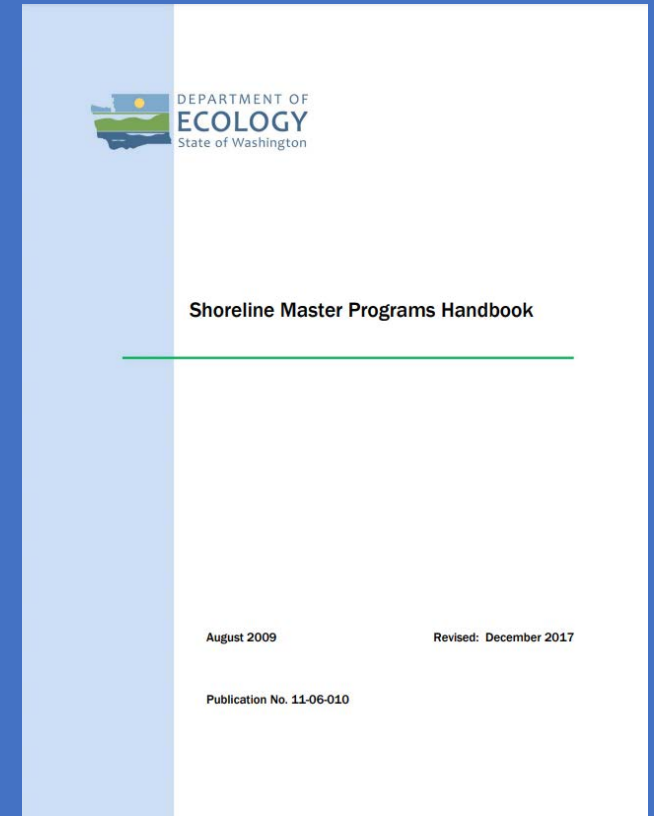 DEPARTMENT OF
ECOLOGY
State of Washington
Shoreline Master Programs Handbook
August 2009
Revised: December 2017
Publication No. 11-06-010